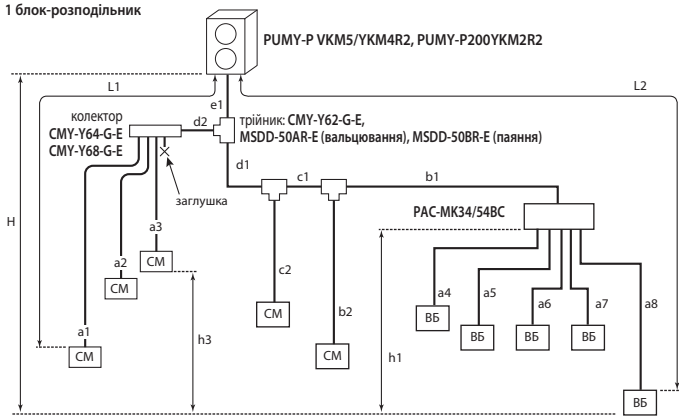 1 блок-розподільник
PUMY-P VKM5/YKM4R2, PUMY-P200YKM2R2
L1
L2
e1
колектор
CMY-Y64-G-E
CMY-Y68-G-E
d2
трійник: CMY-Y62-G-E,
MSDD-50AR-E (вальцювання), MSDD-50BR-E (паяння)
d1
c1
b1
заглушка
PAC-MK34/54BC
H
a3
a2
СМ
СМ
c2
a4
a5
a6
a7
a8
СМ
b2
ВБ
a1
h3
h1
ВБ
ВБ
ВБ
СМ
СМ
ВБ